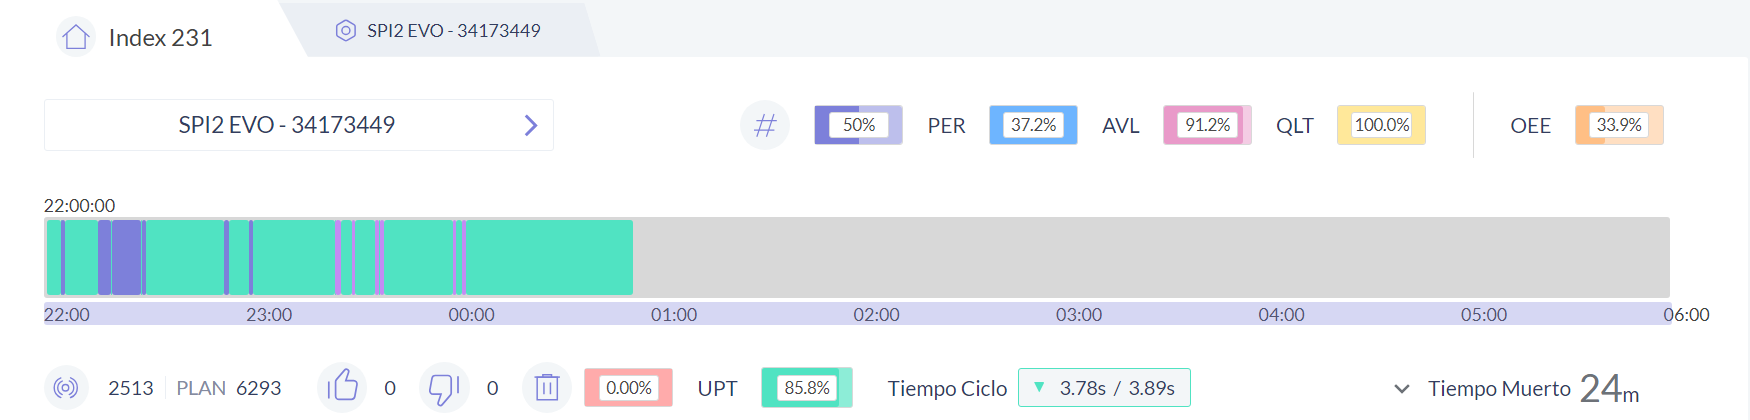 Index 231
SPI2 EVO - 34173449
SPI2 EVO - 34173449
# 50% PER 37.2% AVL 91.2% QLT 100.0% OEE 33.9%
22:00:00
22:00 23:00 00:00 01:00 02:00 03:00 04:00 05:00 06:00
2513 PLAN 6293 0 0 0.00% UPT 85.8% Tiempo Ciclo ▼ 3.78s / 3.89s Tiempo Muerto 24m